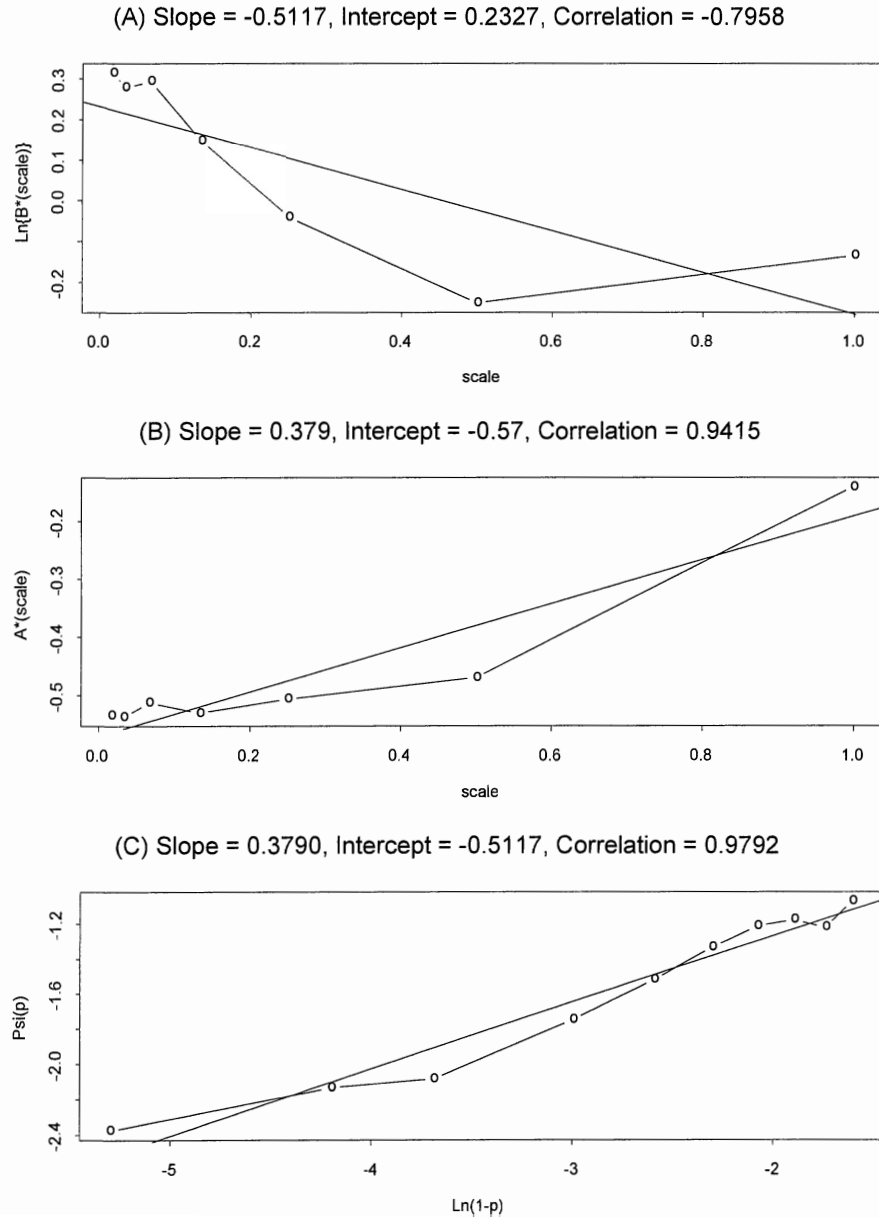 (A) Slope = -0.5117, Intercept = 0.2327, Correlation = -0.7958
Ln{B*(scale)}
0.3
0.2
0.1
0.0
-0.2
0.0 0.2 0.4 0.6 0.8 1.0
scale
(B) Slope = 0.379, Intercept = -0.57, Correlation = 0.9415
A*(scale)
-0.2
-0.3
-0.4
-0.5
0.0 0.2 0.4 0.6 0.8 1.0
scale
(C) Slope = 0.3790, Intercept = -0.5117, Correlation = 0.9792
Psi(p)
-1.2
-1.6
-2.0
-2.4
-5 -4 -3 -2
Ln(1-p)